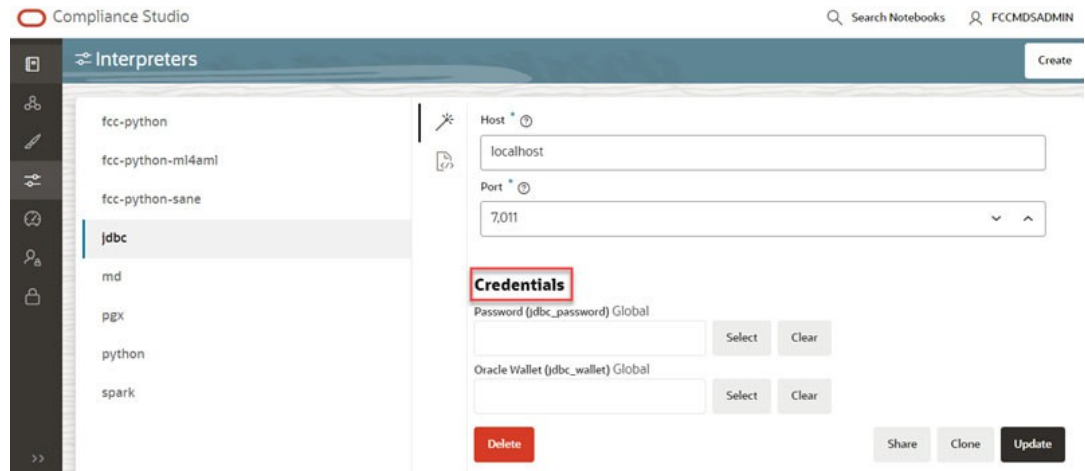 Compliance Studio
Search Notebooks
FCCMDSADMIN
Interpreters
Create
fcc-python
fcc-python-ml4aml
fcc-python-sane
jdbc
md
pgx
python
spark
Host * ?
localhost
Port * ?
7,011
Credentials
Password (jdbc_password) Global
Select Clear
Oracle Wallet (jdbc_wallet) Global
Select Clear
Delete
Share Clone Update
>>